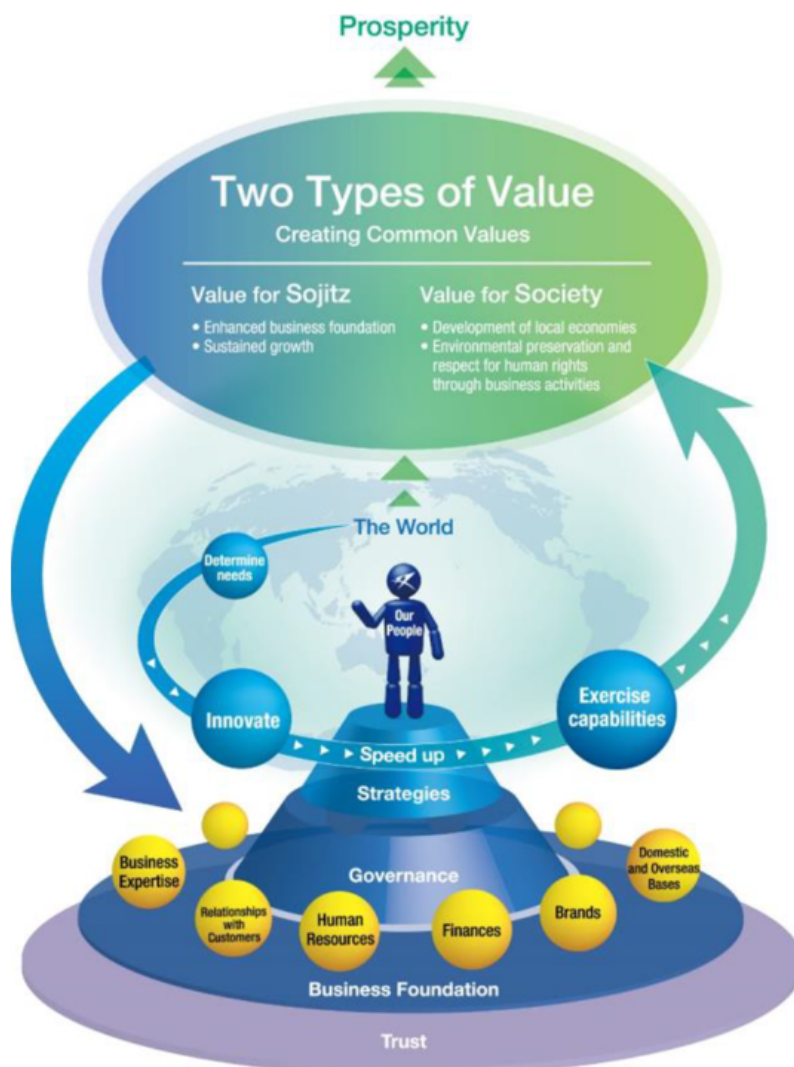 Prosperity
Two Types of Value
Creating Common Values
Value for Sojitz
• Enhanced business foundation
• Sustained growth
Value for Society
• Development of local economies
• Environmental preservation and
respect for human rights
through business activities
The World
Determine
needs
Our
People
Innovate
Exercise
capabilities
Speed up
Strategies
Governance
Business
Expertise
Relationships
with
Customers
Human
Resources
Finances
Brands
Domestic
and Overseas
Bases
Business Foundation
Trust